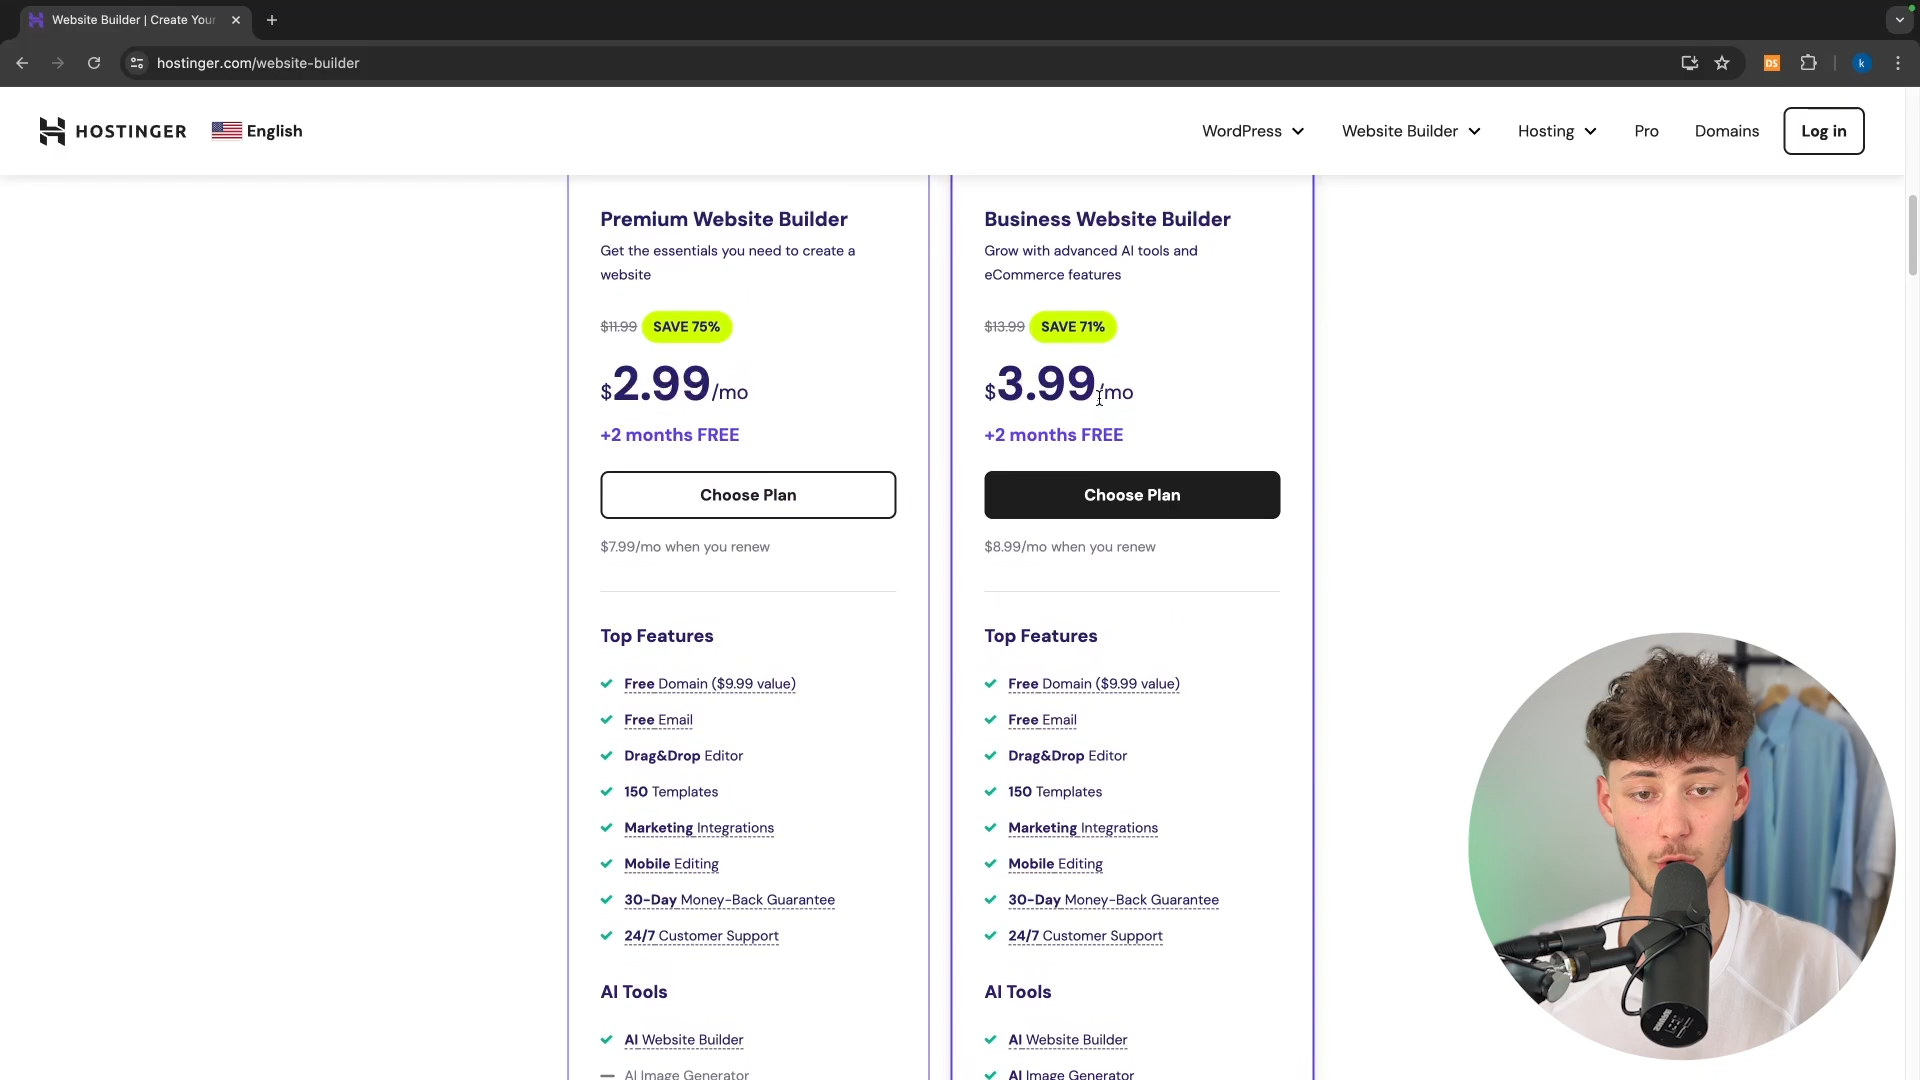 Website Builder | Create Your
hostinger.com/website-builder
DS
k
HOSTINGER
English
WordPress
Website Builder
Hosting
Pro
Domains
Log in
Premium Website Builder
Get the essentials you need to create a
website
$11.99 SAVE 75%
$2.99/mo
+2 months FREE
Choose Plan
$7.99/mo when you renew
Top Features
Free Domain ($9.99 value)
Free Email
Drag&Drop Editor
150 Templates
Marketing Integrations
Mobile Editing
30-Day Money-Back Guarantee
24/7 Customer Support
AI Tools
AI Website Builder
AI Image Generator
Business Website Builder
Grow with advanced AI tools and
eCommerce features
$13.99 SAVE 71%
$3.99/mo
+2 months FREE
Choose Plan
$8.99/mo when you renew
Top Features
Free Domain ($9.99 value)
Free Email
Drag&Drop Editor
150 Templates
Marketing Integrations
Mobile Editing
30-Day Money-Back Guarantee
24/7 Customer Support
AI Tools
AI Website Builder
AI Image Generator